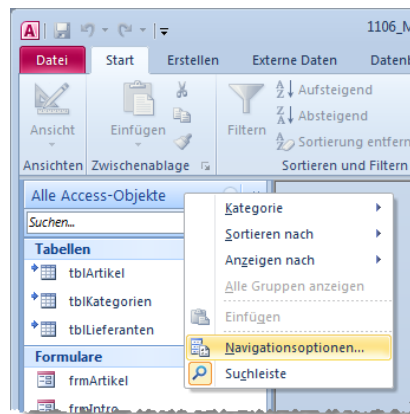 A
1106_M
Datei Start Erstellen Externe Daten Datenb
Ansicht
Einfügen
Filtern
Aufsteigend
Absteigend
Sortierung entfern
Ansichten Zwischenablage Sortieren und Filtern
Alle Access-Objekte
Suchen...
Tabellen
tblArtikel
tblKategorien
tblLieferanten
Formulare
frmArtikel
frmIntro
Kategorie
Sortieren nach
Anzeigen nach
Alle Gruppen anzeigen
Einfügen
Navigationsoptionen...
Suchleiste